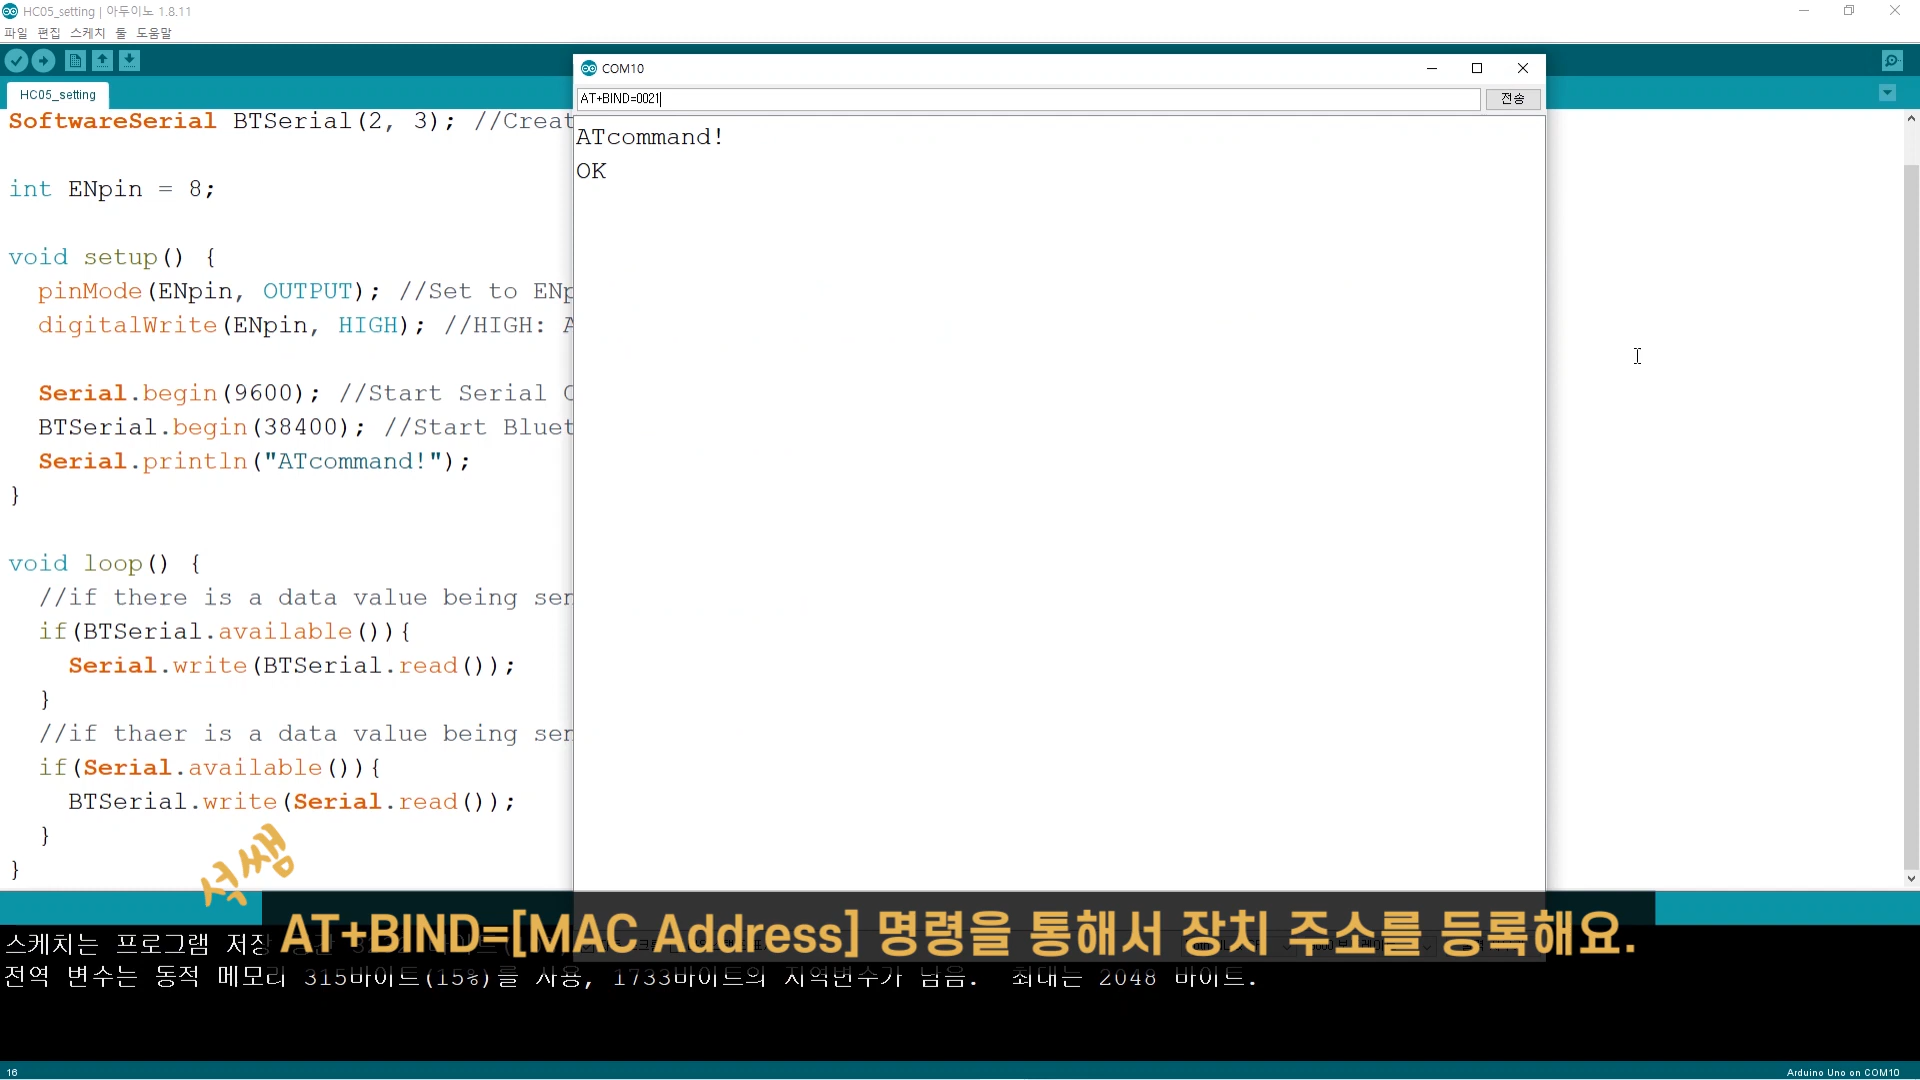 HC05_setting | 아두이노 1.8.11
파일 편집 스케치 툴 도움말
HC05_setting
COM10
AT+BIND=0021
전송
ATcommand!
OK
SoftwareSerial BTSerial(2, 3); //Creat
int ENpin = 8;
void setup() {
pinMode(ENpin, OUTPUT); //Set to ENp
digitalWrite(ENpin, HIGH); //HIGH: A
Serial.begin(9600); //Start Serial C
BTSerial.begin(38400); //Start Bluet
Serial.println("ATcommand!");
}
void loop() {
//if there is a data value being sen
if(BTSerial.available()){
Serial.write(BTSerial.read());
}
//if thaer is a data value being sen
if(Serial.available()){
BTSerial.write(Serial.read());
}
}
석쌤
AT+BIND=[MAC Address] 명령을 통해서 장치 주소를 등록해요.
스케치는 프로그램 저장
전역 변수는 동적 메모리 315바이트(15%)를 사용, 1733바이트의 지역변수가 남음. 최대는 2048 바이트.
16
Arduino Uno on COM10